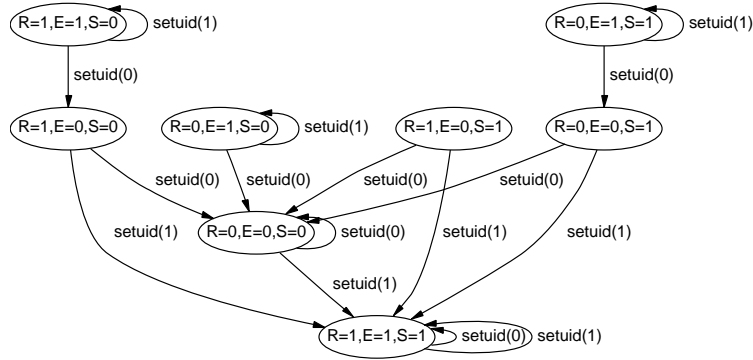 R=1,E=1,S=0
setuid(1)
R=0,E=1,S=1
setuid(1)
setuid(0)
setuid(0)
R=1,E=0,S=0
R=0,E=1,S=0
setuid(1)
R=1,E=0,S=1
R=0,E=0,S=1
setuid(0)
setuid(0)
setuid(0)
setuid(0)
setuid(1)
R=0,E=0,S=0
setuid(0)
setuid(1)
setuid(1)
setuid(1)
R=1,E=1,S=1
setuid(0)
setuid(1)